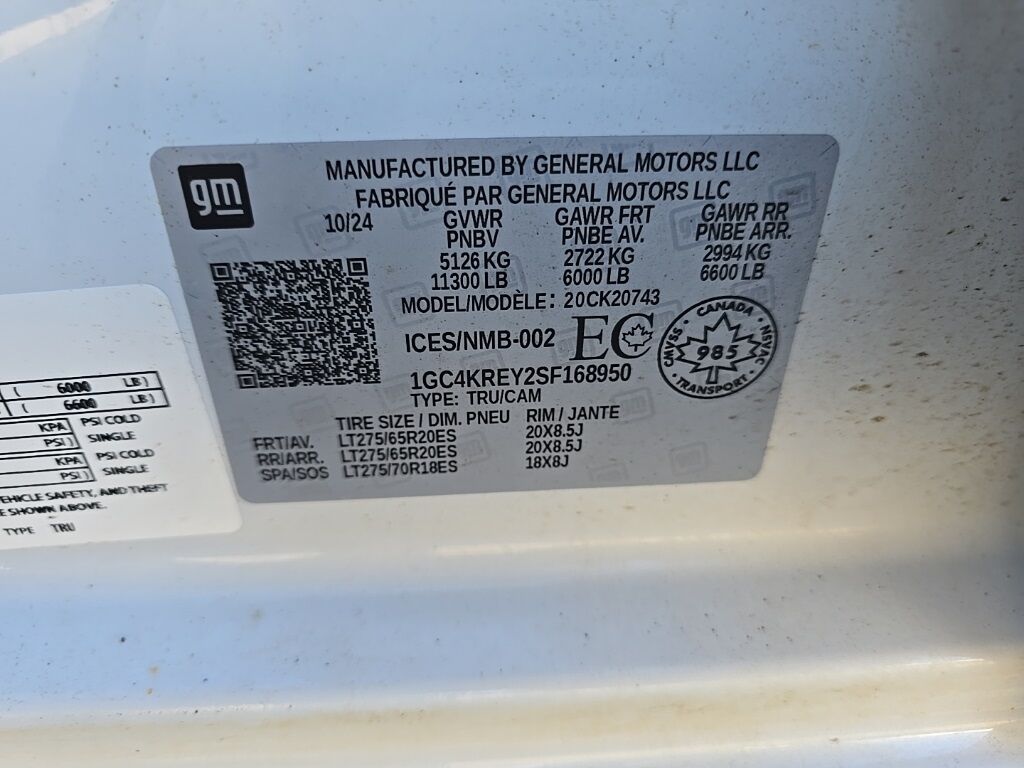 gm
MANUFACTURED BY GENERAL MOTORS LLC
FABRIQUÉ PAR GENERAL MOTORS LLC
10/24 GVWR GAWR FRT GAWR RR
PNBV PNBE AV. PNBE ARR.
5126 KG 2722 KG 2994 KG
11300 LB 6000 LB 6600 LB
MODEL/MODÈLE: 20CK20743
ICES/NMB-002 EC
CANADA
CMVSS 985 NSVAC
TRANSPORT
1GC4KREY2SF168950
TYPE: TRU/CAM
TIRE SIZE / DIM. PNEU RIM / JANTE
FRT/AV. LT275/65R20ES 20X8.5J
RR/ARR. LT275/65R20ES 20X8.5J
SPA/SOS LT275/70R18ES 18X8J
( 6000 LB)
( 6600 LB)
KPA PSI COLD
PSI) SINGLE
KPA PSI COLD
PSI) SINGLE
EHICLE SAFETY, AND THEFT
E SHOWN ABOVE.
TYPE TRU